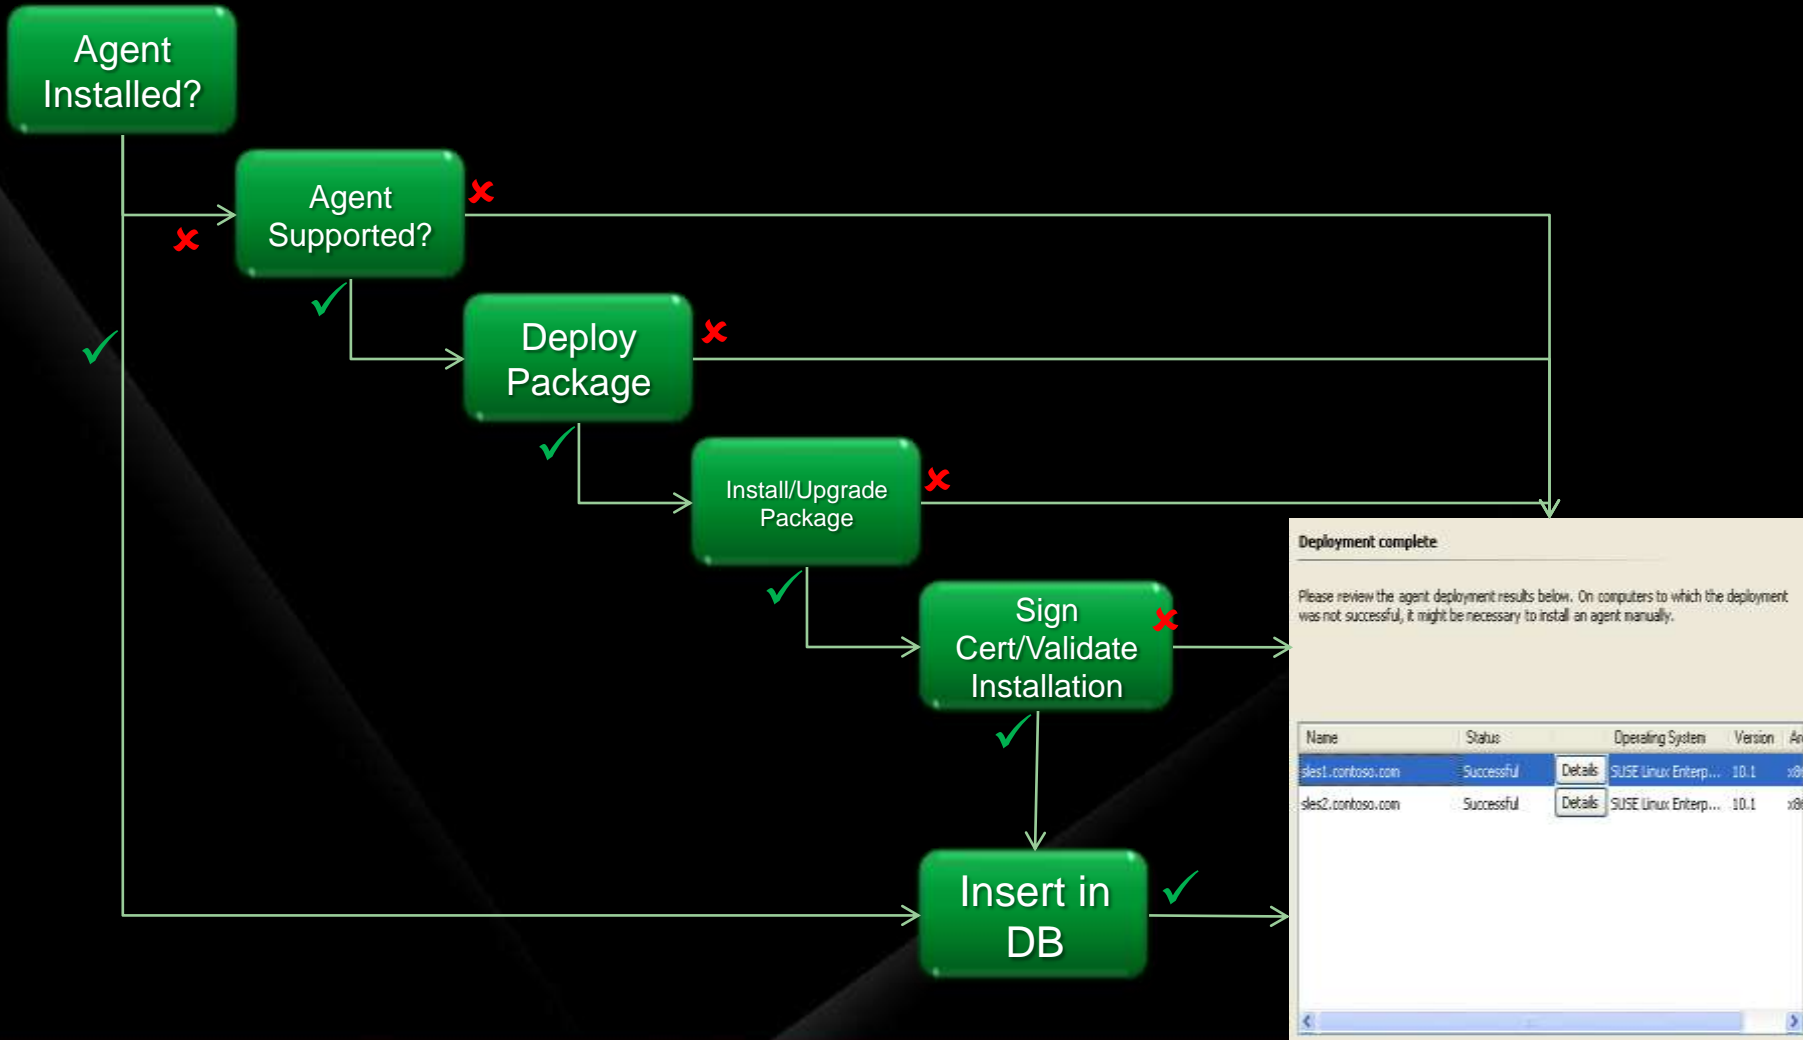 Agent
Installed?
Agent
Supported?
Deploy
Package
Install/Upgrade
Package
Sign
Cert/Validate
Installation
Insert in
DB
Deployment complete
Please review the agent deployment results below. On computers to which the deployment
was not successful, it might be necessary to install an agent manually.
Name Status Operating System Version
sles1.contoso.com Successful Details SUSE Linux Enterp... 10.1
sles2.contoso.com Successful Details SUSE Linux Enterp... 10.1